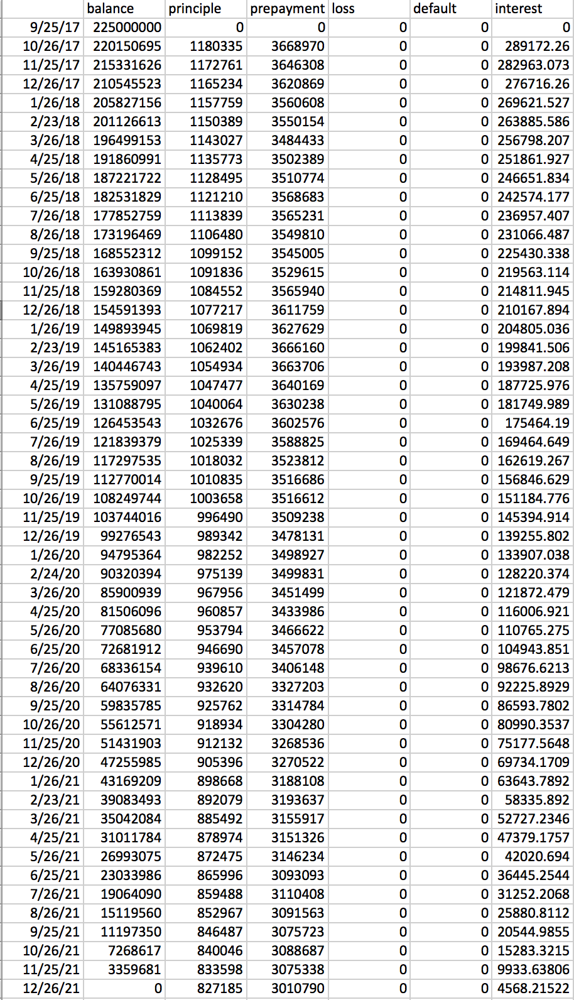 balance principle prepayment loss default interest
9/25/17 225000000 0 0 0 0 0
10/26/17 220150695 1180335 3668970 0 0 289172.26
11/25/17 215331626 1172761 3646308 0 0 282963.073
12/26/17 210545523 1165234 3620869 0 0 276716.26
1/26/18 205827156 1157759 3560608 0 0 269621.527
2/23/18 201126613 1150389 3550154 0 0 263885.586
3/26/18 196499153 1143027 3484433 0 0 256798.207
4/25/18 191860991 1135773 3502389 0 0 251861.927
5/26/18 187221722 1128495 3510774 0 0 246651.834
6/25/18 182531829 1121210 3568683 0 0 242574.177
7/26/18 177852759 1113839 3565231 0 0 236957.407
8/26/18 173196469 1106480 3549810 0 0 231066.487
9/25/18 168552312 1099152 3545005 0 0 225430.338
10/26/18 163930861 1091836 3529615 0 0 219563.114
11/25/18 159280369 1084552 3565940 0 0 214811.945
12/26/18 154591393 1077217 3611759 0 0 210167.894
1/26/19 149893945 1069819 3627629 0 0 204805.036
2/23/19 145165383 1062402 3666160 0 0 199841.506
3/26/19 140446743 1054934 3663706 0 0 193987.208
4/25/19 135759097 1047477 3640169 0 0 187725.976
5/26/19 131088795 1040064 3630238 0 0 181749.989
6/25/19 126453543 1032676 3602576 0 0 175464.19
7/26/19 121839379 1025339 3588825 0 0 169464.649
8/26/19 117297535 1018032 3523812 0 0 162619.267
9/25/19 112770014 1010835 3516686 0 0 156846.629
10/26/19 108249744 1003658 3516612 0 0 151184.776
11/25/19 103744016 996490 3509238 0 0 145394.914
12/26/19 99276543 989342 3478131 0 0 139255.802
1/26/20 94795364 982252 3498927 0 0 133907.038
2/24/20 90320394 975139 3499831 0 0 128220.374
3/26/20 85900939 967956 3451499 0 0 121872.479
4/25/20 81506096 960857 3433986 0 0 116006.921
5/26/20 77085680 953794 3466622 0 0 110765.275
6/25/20 72681912 946690 3457078 0 0 104943.851
7/26/20 68336154 939610 3406148 0 0 98676.6213
8/26/20 64076331 932620 3327203 0 0 92225.8929
9/25/20 59835785 925762 3314784 0 0 86593.7802
10/26/20 55612571 918934 3304280 0 0 80990.3537
11/25/20 51431903 912132 3268536 0 0 75177.5648
12/26/20 47255985 905396 3270522 0 0 69734.1709
1/26/21 43169209 898668 3188108 0 0 63643.7892
2/23/21 39083493 892079 3193637 0 0 58335.892
3/26/21 35042084 885492 3155917 0 0 52727.2346
4/25/21 31011784 878974 3151326 0 0 47379.1757
5/26/21 26993075 872475 3146234 0 0 42020.694
6/25/21 23033986 865996 3093093 0 0 36445.2544
7/26/21 19064090 859488 3110408 0 0 31252.2068
8/26/21 15119560 852967 3091563 0 0 25880.8112
9/25/21 11197350 846487 3075723 0 0 20544.9855
10/26/21 7268617 840046 3088687 0 0 15283.3215
11/25/21 3359681 833598 3075338 0 0 9933.63806
12/26/21 0 827185 3010790 0 0 4568.21522